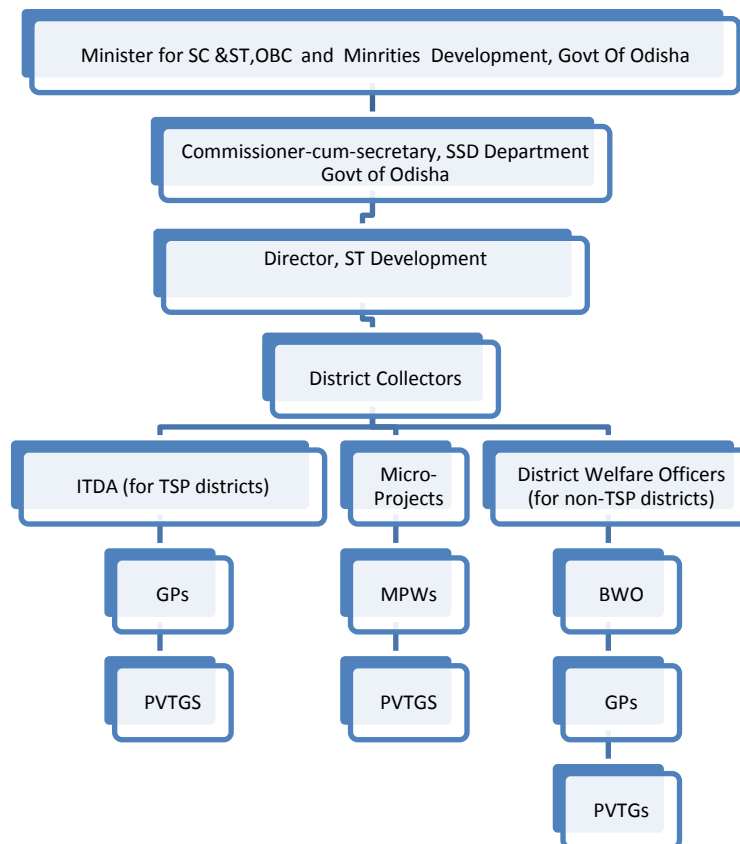 Minister for SC &ST,OBC and Minrities Development, Govt Of Odisha
Commissioner-cum-secretary, SSD Department
Govt of Odisha
Director, ST Development
District Collectors
ITDA (for TSP districts)
Micro-
Projects
District Welfare Officers
(for non-TSP districts)
GPs
MPWs
BWO
PVTGS
PVTGS
GPs
PVTGs